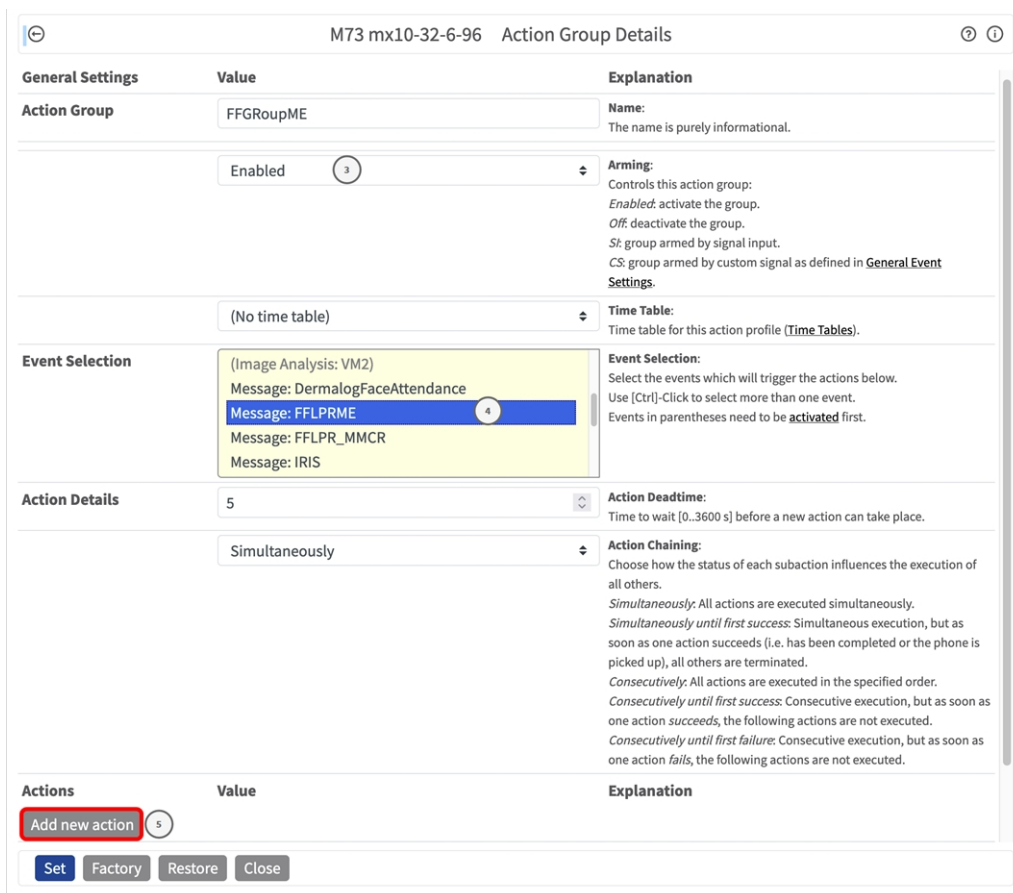 M73 mx10-32-6-96 Action Group Details
General Settings Value Explanation
Action Group FFGRoupME Name:
The name is purely informational.
Enabled 3 Arming:
Controls this action group:
Enabled: activate the group.
Off: deactivate the group.
SI: group armed by signal input.
CS: group armed by custom signal as defined in General Event
Settings.
(No time table) Time Table:
Time table for this action profile (Time Tables).
Event Selection Event Selection:
(Image Analysis: VM2) Select the events which will trigger the actions below.
Message: DermalogFaceAttendance Use [Ctrl]-Click to select more than one event.
Message: FFLPRME 4 Events in parentheses need to be activated first.
Message: FFLPR_MMCR
Message: IRIS
Action Details 5 Action Deadtime:
Time to wait [0..3600 s] before a new action can take place.
Simultaneously Action Chaining:
Choose how the status of each subaction influences the execution of
all others.
Simultaneously: All actions are executed simultaneously.
Simultaneously until first success: Simultaneous execution, but as
soon as one action succeeds (i.e. has been completed or the phone is
picked up), all others are terminated.
Consecutively: All actions are executed in the specified order.
Consecutively until first success: Consecutive execution, but as soon as
one action succeeds, the following actions are not executed.
Consecutively until first failure: Consecutive execution, but as soon as
one action fails, the following actions are not executed.
Actions Value Explanation
Add new action 5
Set Factory Restore Close